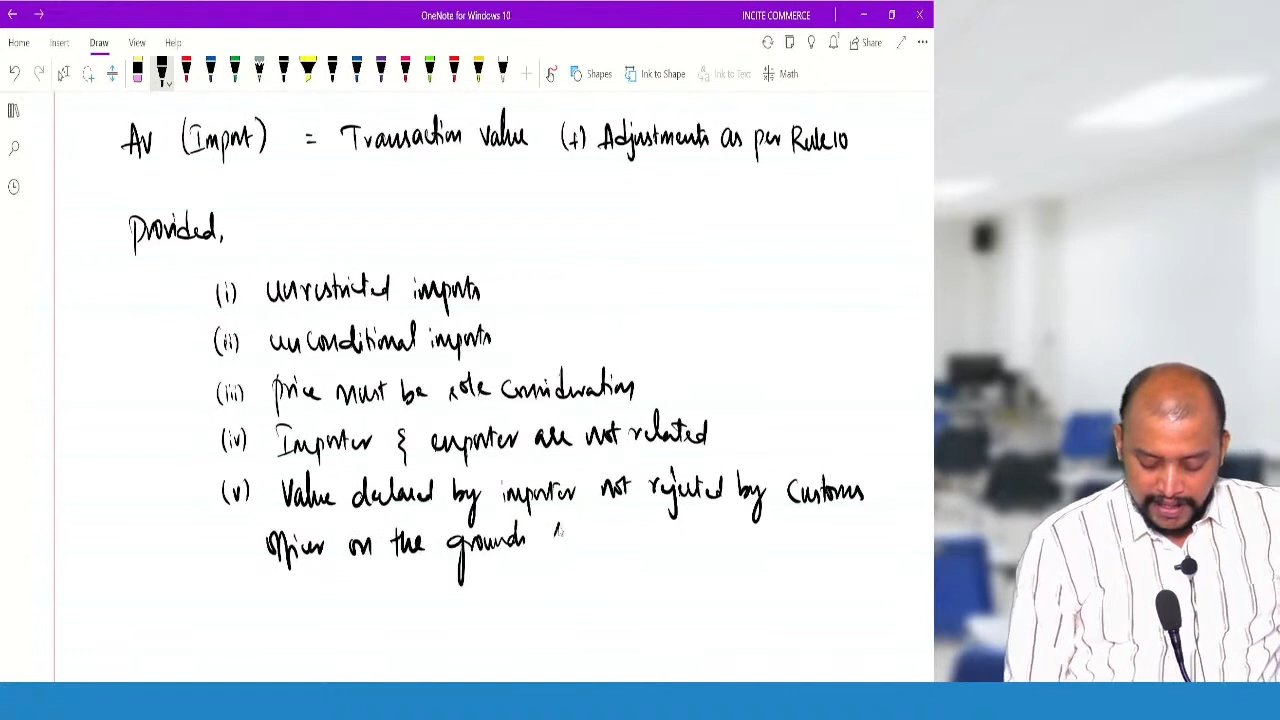 OneNote for Windows 10
INCITE COMMERCE
Home Insert Draw View Help
Share
Shapes Ink to Shape Ink to Text Math
AV (Import) = Transaction value (+) Adjustments as per Rule 10
Provided,
(i) unrestricted imports
(ii) unconditional imports
(iii) price must be sole consideration
(iv) Importer & exporter are not related
(v) Value declared by importer not rejected by customs
officer on the grounds